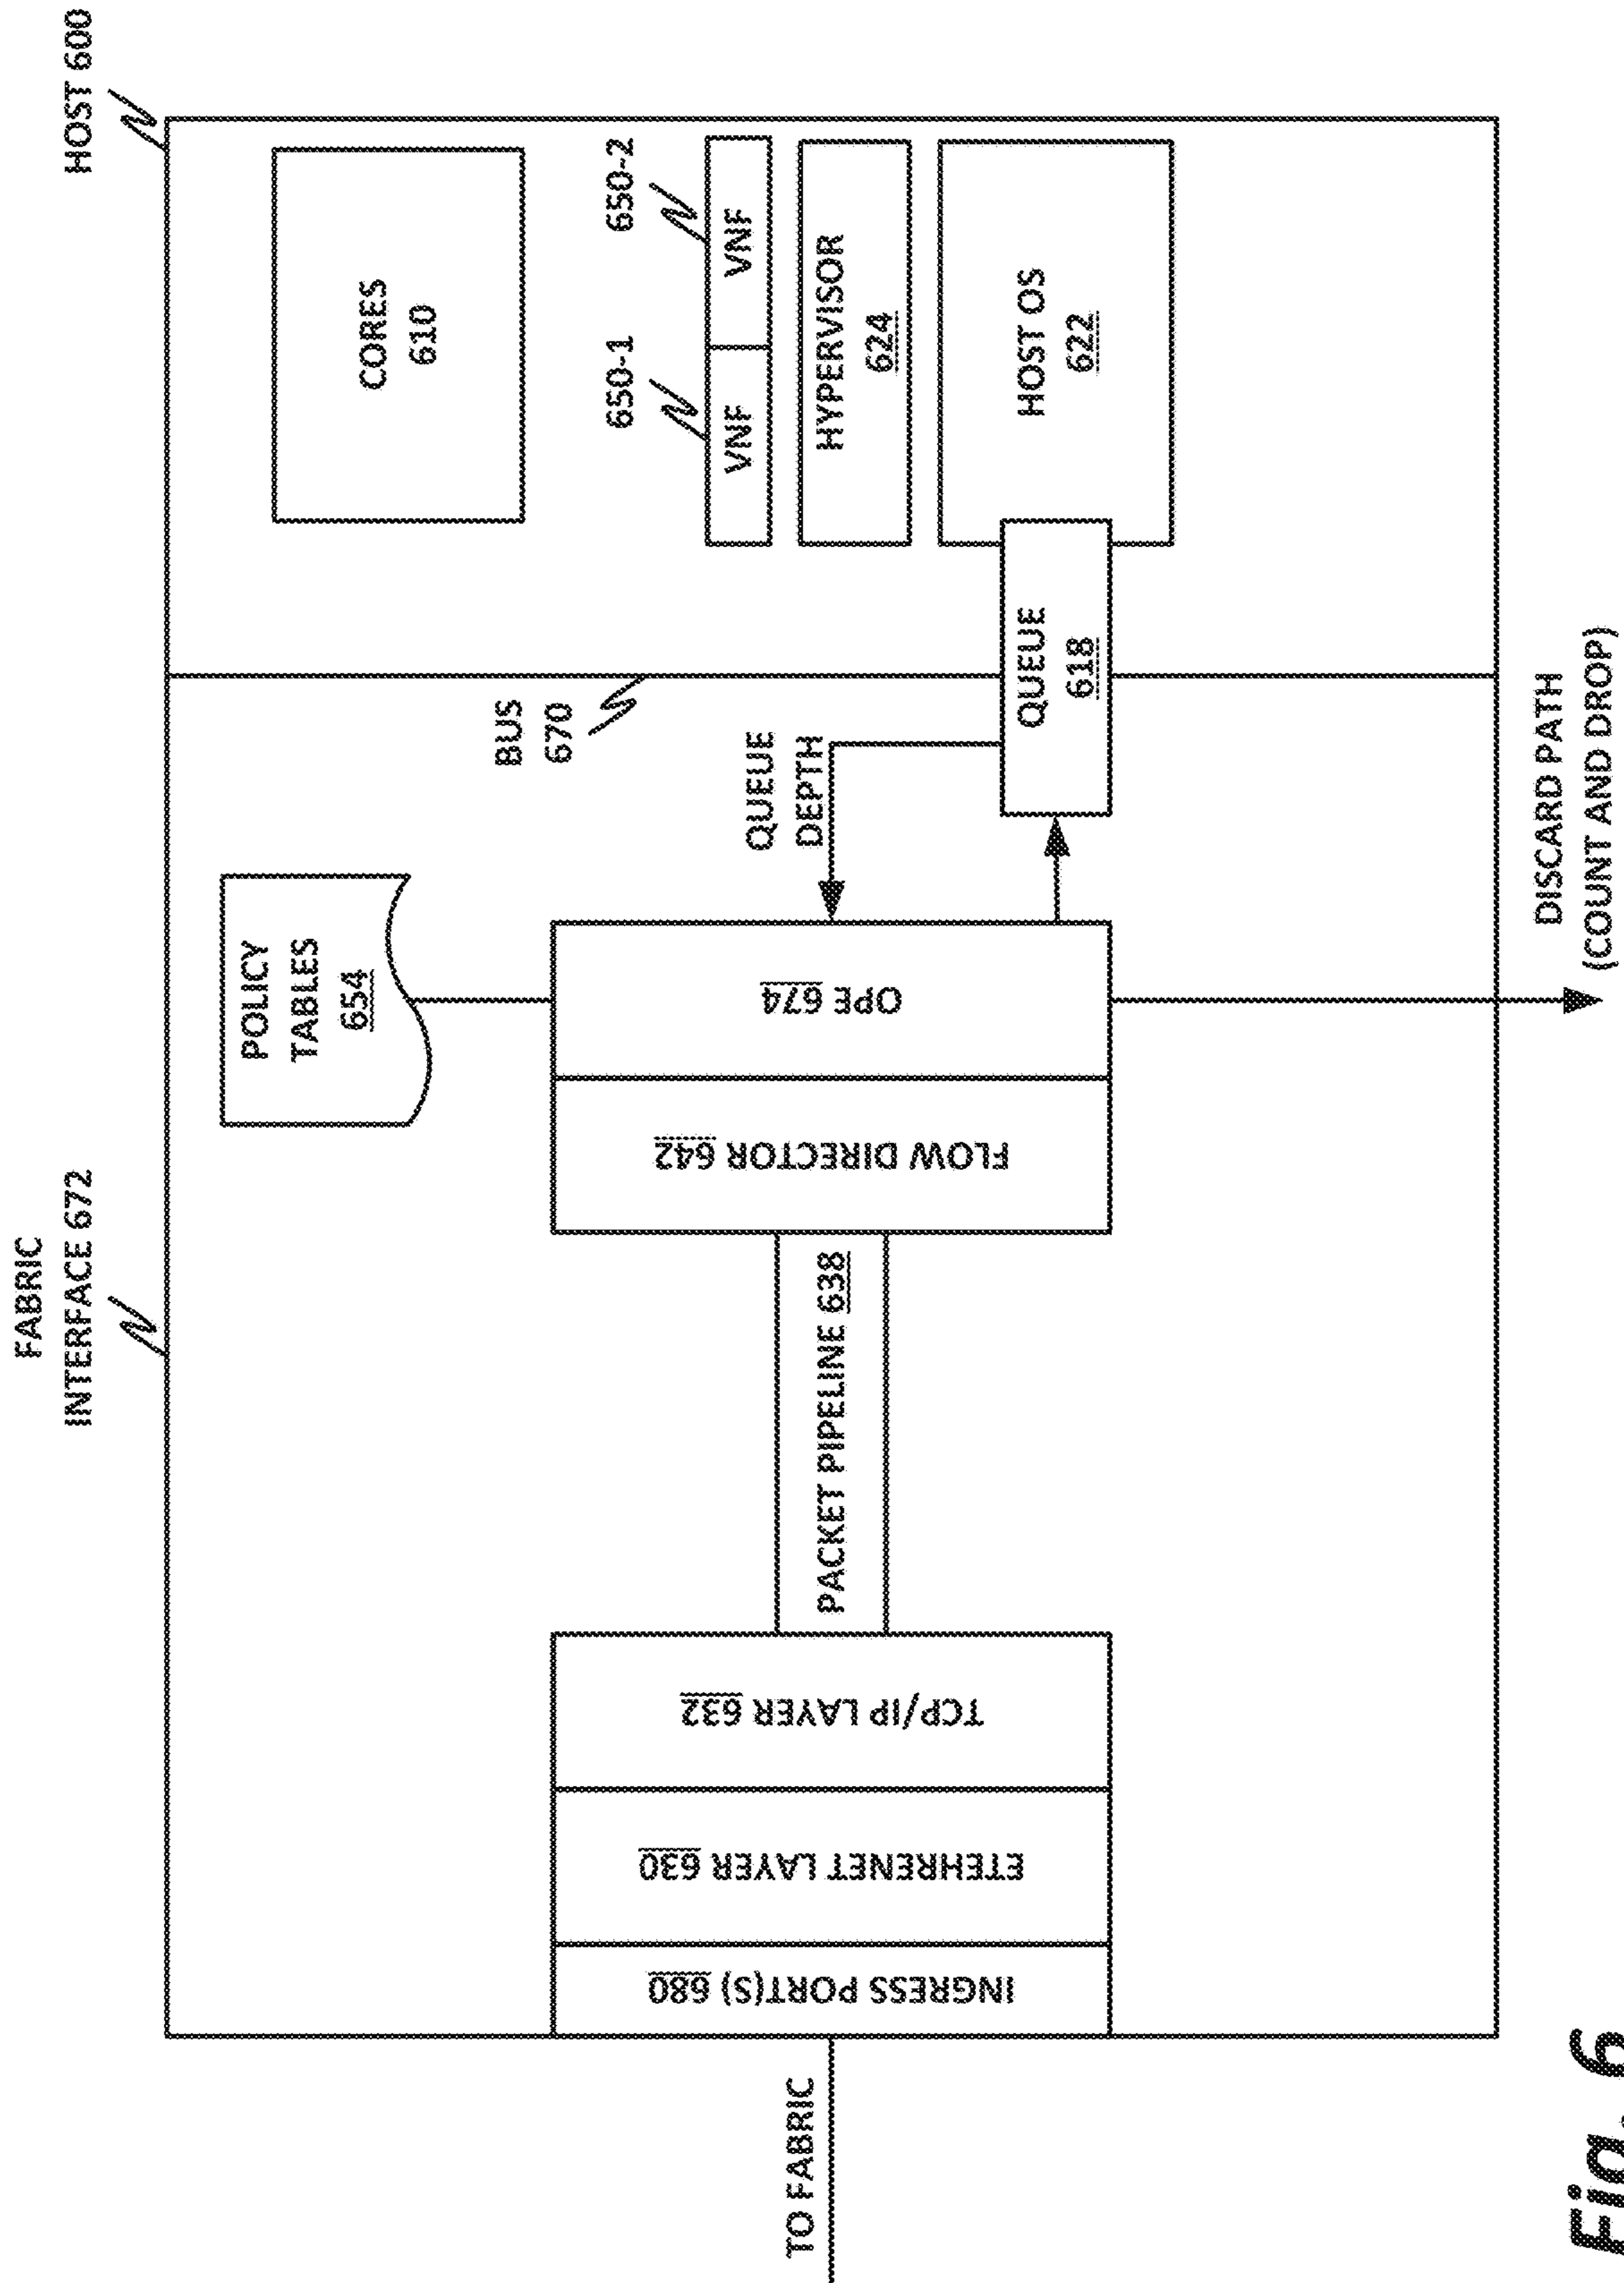 FABRIC
INTERFACE 672
HOST 600
POLICY
TABLES
654
CORES
610
BUS
670
650-1
650-2
VNF
VNF
HYPERVISOR
624
HOST OS
622
QUEUE
DEPTH
QUEUE
618
TO FABRIC
INGRESS PORT(S) 680
ETEHRENET LAYER 630
TCP/IP LAYER 632
PACKET PIPELINE 638
FLOW DIRECTOR 642
OPE 674
DISCARD PATH
(COUNT AND DROP)
Fig. 6